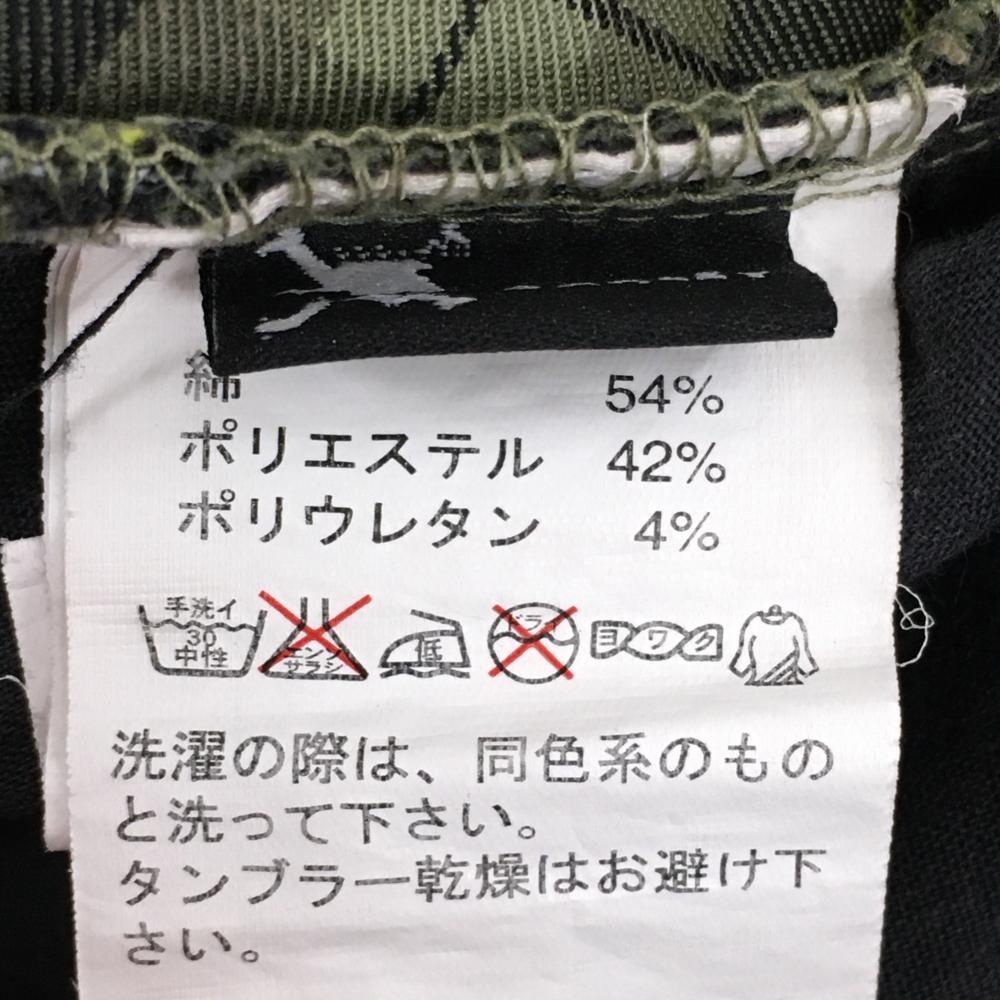 綿 54%
ポリエステル 42%
ポリウレタン 4%
手洗イ
30
中性
エンソ
サラシ
低
ドライ
ヨワク
洗濯の際は、同色系のもの
と洗って下さい。
タンブラー乾燥はお避け下
さい。